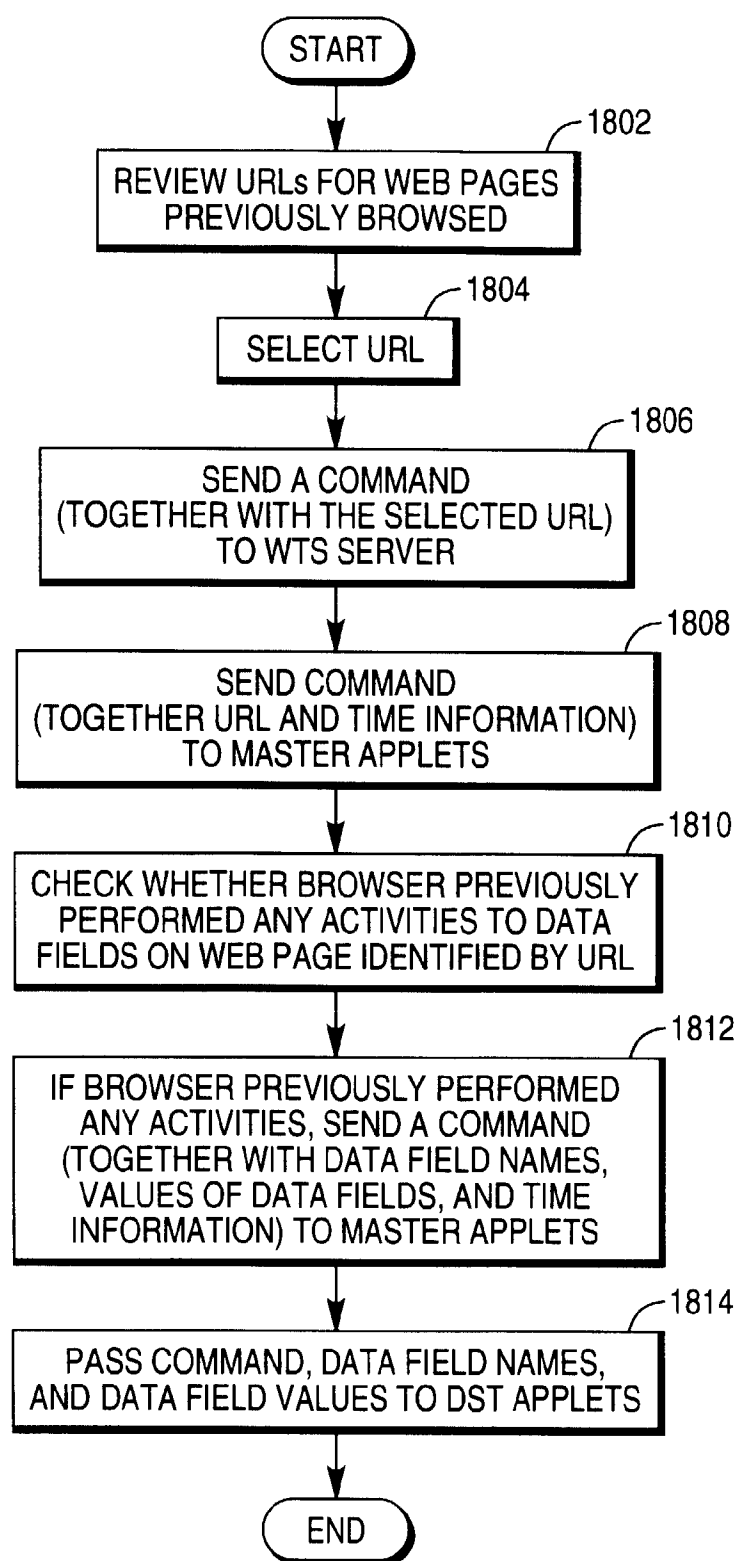 START
1802
REVIEW URLs FOR WEB PAGES
PREVIOUSLY BROWSED
1804
SELECT URL
1806
SEND A COMMAND
(TOGETHER WITH THE SELECTED URL)
TO WTS SERVER
1808
SEND COMMAND
(TOGETHER URL AND TIME INFORMATION)
TO MASTER APPLETS
1810
CHECK WHETHER BROWSER PREVIOUSLY
PERFORMED ANY ACTIVITIES TO DATA
FIELDS ON WEB PAGE IDENTIFIED BY URL
1812
IF BROWSER PREVIOUSLY PERFORMED
ANY ACTIVITIES, SEND A COMMAND
(TOGETHER WITH DATA FIELD NAMES,
VALUES OF DATA FIELDS, AND TIME
INFORMATION) TO MASTER APPLETS
1814
PASS COMMAND, DATA FIELD NAMES,
AND DATA FIELD VALUES TO DST APPLETS
END